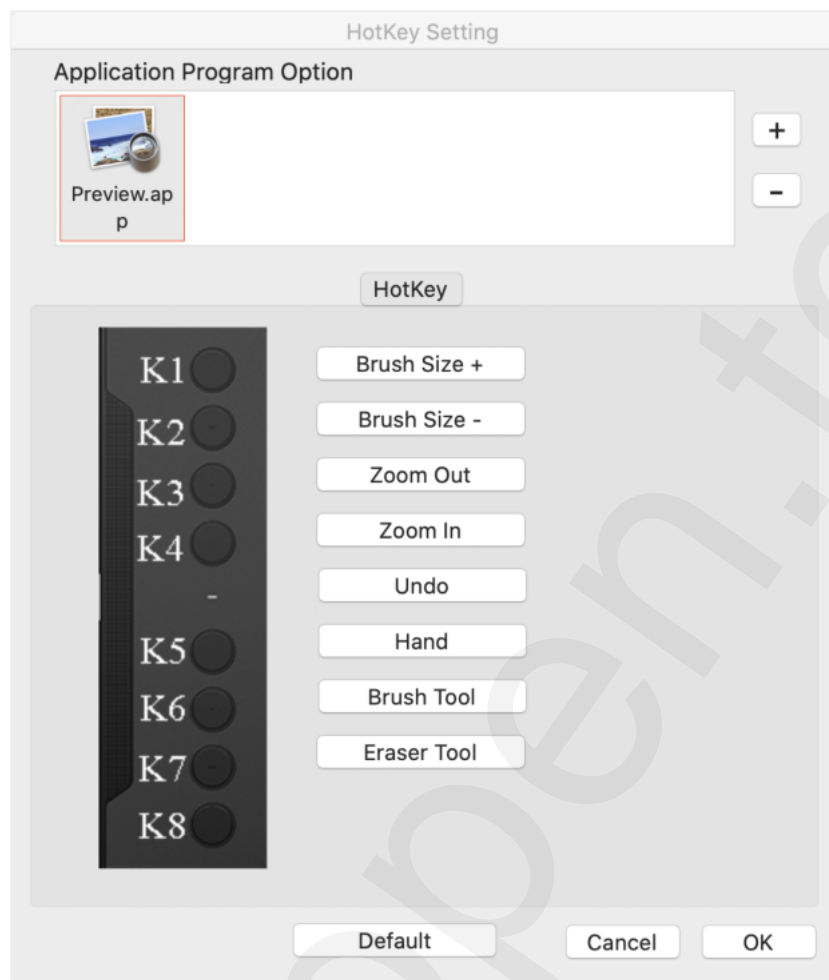 HotKey Setting
Application Program Option
Preview.ap
p
+
-
HotKey
K1
Brush Size +
K2
Brush Size -
K3
Zoom Out
K4
Zoom In
-
Undo
K5
Hand
K6
Brush Tool
K7
Eraser Tool
K8
Default
Cancel
OK